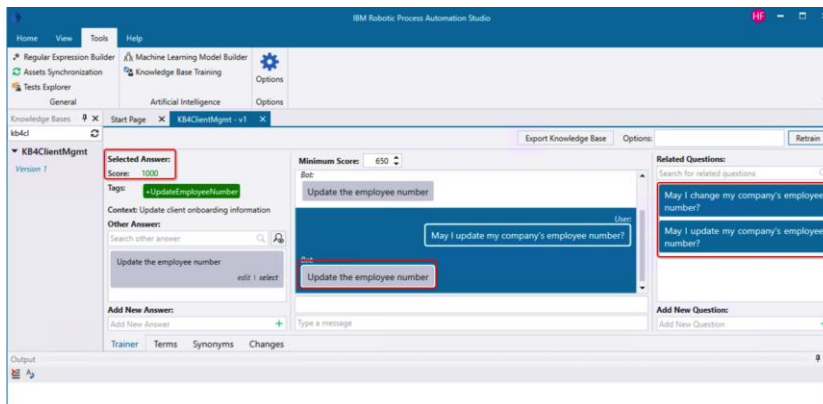 IBM Robotic Process Automation Studio
HF
Home View Tools Help
Regular Expression Builder
Assets Synchronization
Tests Explorer
General
Machine Learning Model Builder
Knowledge Base Training
Artificial Intelligence
Options
Options
Knowledge Bases
kb4cl
KB4ClientMgmt
Version 1
Start Page
KB4ClientMgmt - v1
Export Knowledge Base
Options:
Retrain
Selected Answer:
Score: 1000
Tags: +UpdateEmployeeNumber
Context: Update client onboarding information
Other Answer:
Search other answer
Update the employee number
edit | select
Add New Answer:
Add New Answer
Minimum Score: 650
Bot:
Update the employee number
User:
May I update my company's employee number?
Bot:
Update the employee number
Type a message
Related Questions:
Search for related questions
May I change my company's employee
number?
May I update my company's employee
number?
Add New Question:
Add New Question
Trainer Terms Synonyms Changes
Output